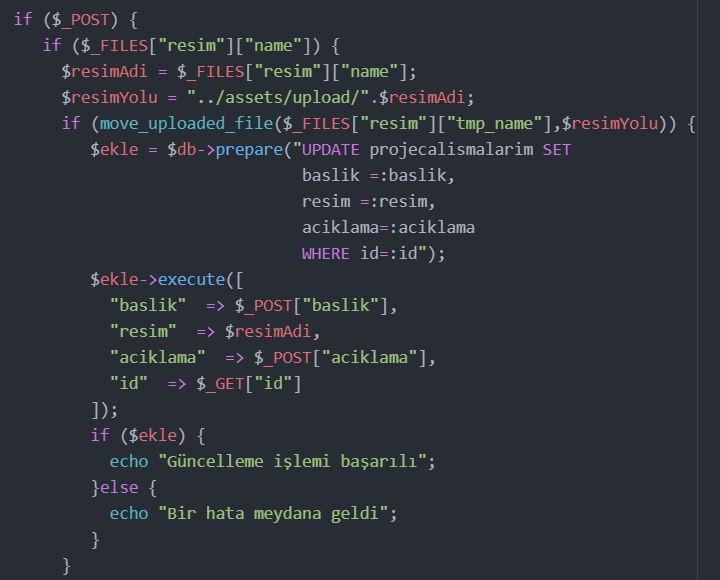 if ($_POST) {
if ($_FILES["resim"]["name"]) {
$resimAdi = $_FILES["resim"]["name"];
$resimYolu = "../assets/upload/".$resimAdi;
if (move_uploaded_file($_FILES["resim"]["tmp_name"],$resimYolu)) {
$ekle = $db->prepare("UPDATE projecalismalarim SET
baslik =:baslik,
resim =:resim,
aciklama=:aciklama
WHERE id=:id");
$ekle->execute([
"baslik"  => $_POST["baslik"],
"resim"  => $resimAdi,
"aciklama"  => $_POST["aciklama"],
"id"  => $_GET["id"]
]);
if ($ekle) {
echo "Güncelleme işlemi başarılı";
}else {
echo "Bir hata meydana geldi";
}
}